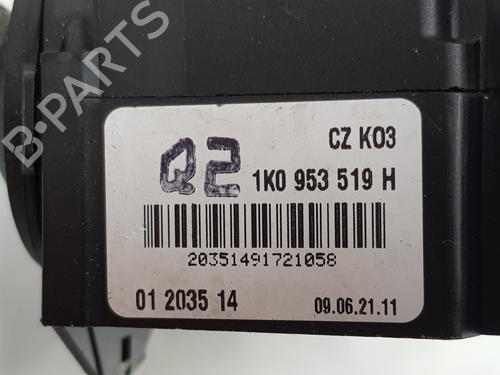 B-PARTS
CZ K03
Q2
1K0 953 519 H
20351491721058
01 2035 14
09.06.21.11